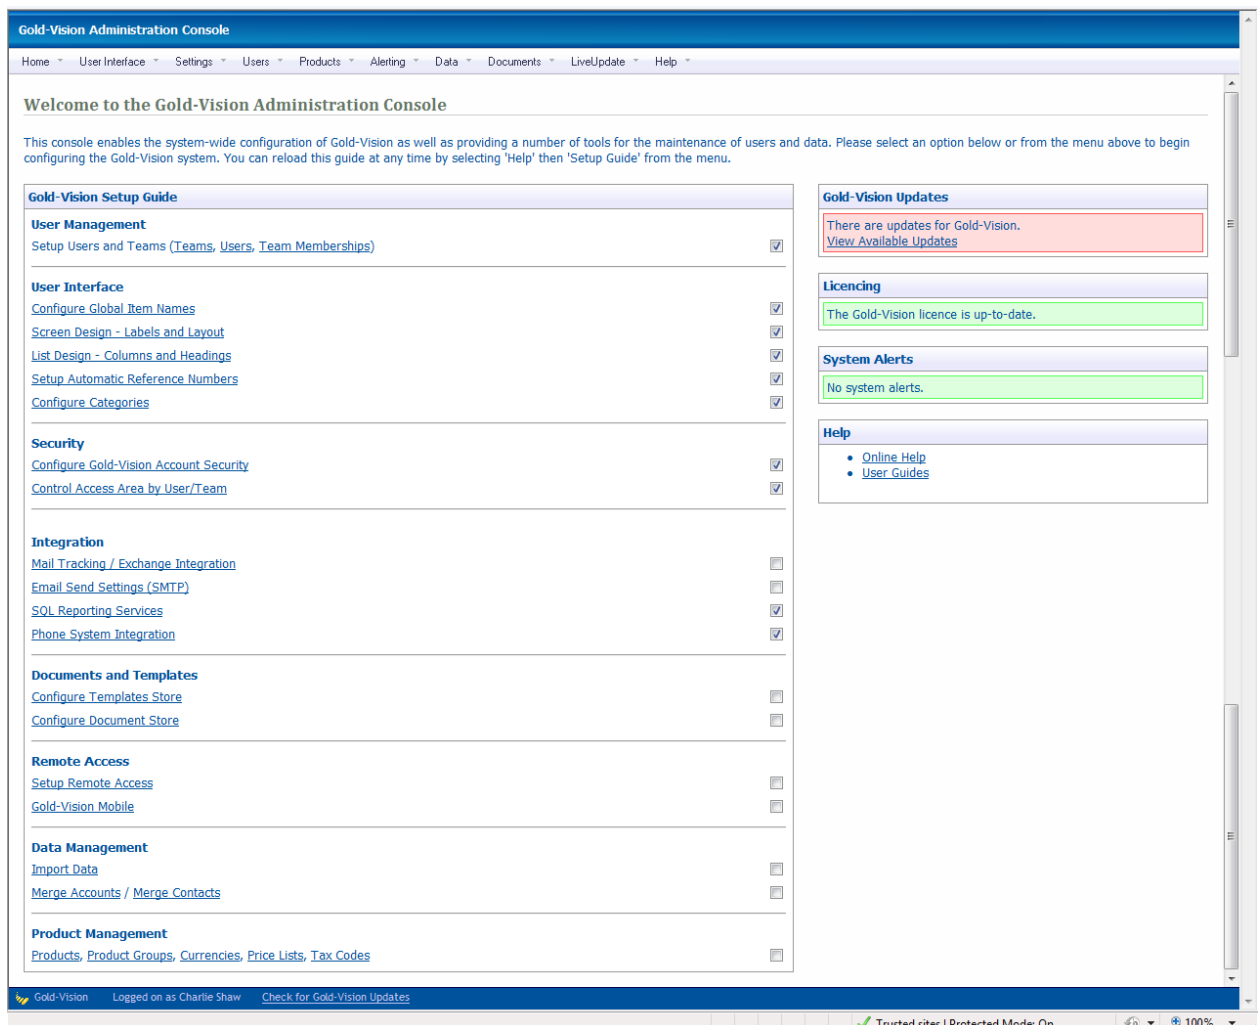 Gold-Vision Administration Console
Home User Interface Settings Users Products Alerting Data Documents LiveUpdate Help
Welcome to the Gold-Vision Administration Console
This console enables the system-wide configuration of Gold-Vision as well as providing a number of tools for the maintenance of users and data. Please select an option below or from the menu above to begin
configuring the Gold-Vision system. You can reload this guide at any time by selecting 'Help' then 'Setup Guide' from the menu.
Gold-Vision Setup Guide
User Management
Setup Users and Teams (Teams, Users, Team Memberships)
User Interface
Configure Global Item Names
Screen Design - Labels and Layout
List Design - Columns and Headings
Setup Automatic Reference Numbers
Configure Categories
Security
Configure Gold-Vision Account Security
Control Access Area by User/Team
Integration
Mail Tracking / Exchange Integration
Email Send Settings (SMTP)
SQL Reporting Services
Phone System Integration
Documents and Templates
Configure Templates Store
Configure Document Store
Remote Access
Setup Remote Access
Gold-Vision Mobile
Data Management
Import Data
Merge Accounts / Merge Contacts
Product Management
Products, Product Groups, Currencies, Price Lists, Tax Codes
Gold-Vision Updates
There are updates for Gold-Vision.
View Available Updates
Licencing
The Gold-Vision licence is up-to-date.
System Alerts
No system alerts.
Help
Online Help
User Guides
Gold-Vision Logged on as Charlie Shaw Check for Gold-Vision Updates
Trusted sites | Protected Mode: On 100%